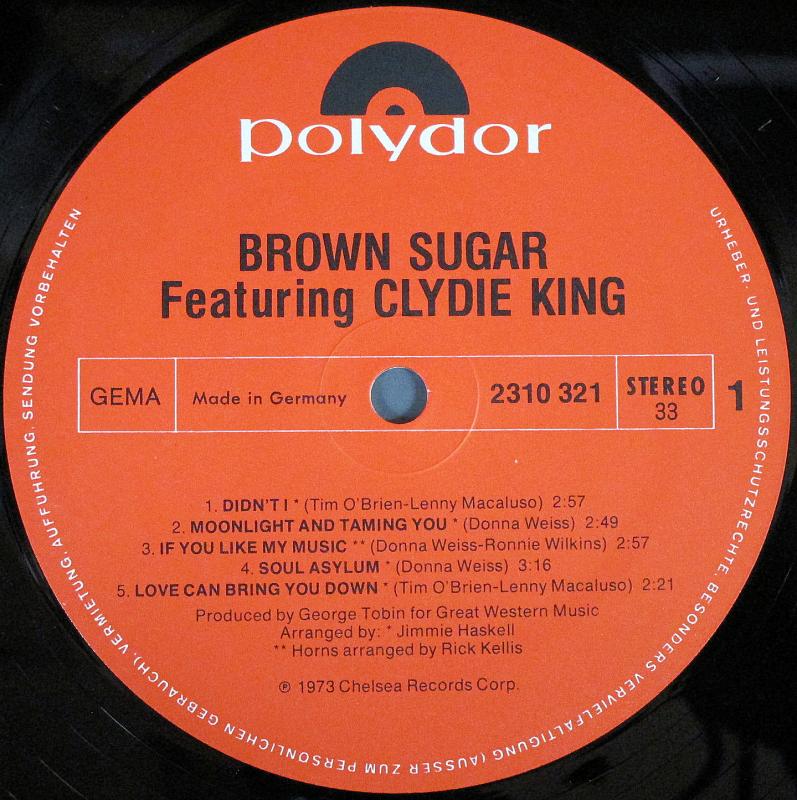 polydor
BROWN SUGAR
Featuring CLYDIE KING
GEMA
Made in Germany
2310 321
STEREO
33
1
1. DIDN'T I * (Tim O'Brien-Lenny Macaluso) 2:57
2. MOONLIGHT AND TAMING YOU * (Donna Weiss) 2:49
3. IF YOU LIKE MY MUSIC ** (Donna Weiss-Ronnie Wilkins) 2:57
4. SOUL ASYLUM * (Donna Weiss) 3:16
5. LOVE CAN BRING YOU DOWN * (Tim O'Brien-Lenny Macaluso) 2:21
Produced by George Tobin for Great Western Music
Arranged by: * Jimmie Haskell
** Horns arranged by Rick Kellis
℗ 1973 Chelsea Records Corp.
URHEBER- UND LEISTUNGSSCHUTZRECHTE, BESONDERS VERVIELFÄLTIGUNG (AUSSER ZUM PERSÖNLICHEN GEBRAUCH), VERMIETUNG, AUFFÜHRUNG, SENDUNG VORBEHALTEN